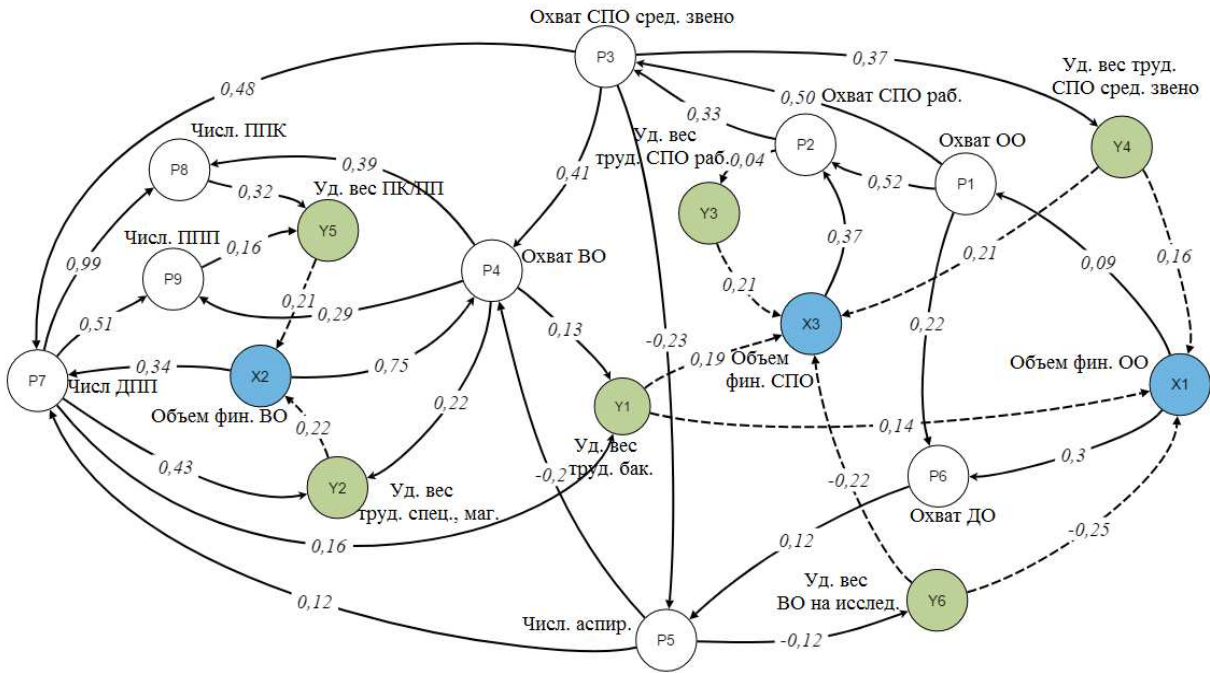 Охват СПО сред. звено
P3
0,37
Уд. вес труд.
СПО сред. звено
0,48
0,50
Охват СПО раб.
Числ. ППК
0,33
Уд. вес
труд. СПО раб.
P2
Охват ОО
Y4
P8
0,39
0,41
0,04
0,32
Уд. вес ПК/ПП
0,52
P1
Y3
Y5
Числ. ППП
0,16
P4
Охват ВО
0,37
0,21
0,16
0,99
P9
0,09
0,21
0,21
0,51
0,29
0,13
-0,23
X3
0,22
0,34
X2
0,75
0,19
Объем
фин. СПО
Объем фин. ОО
P7
Числ ДПП
X1
Объем фин. ВО
Y1
0,22
0,22
0,14
Уд. вес
труд. бак.
0,3
0,43
-0,2
P6
Y2
Уд. вес
труд. спец., маг.
-0,22
Охват ДО
0,16
0,12
-0,25
Уд. вес
ВО на исслед.
Y6
0,12
Числ. аспир.
P5
-0,12